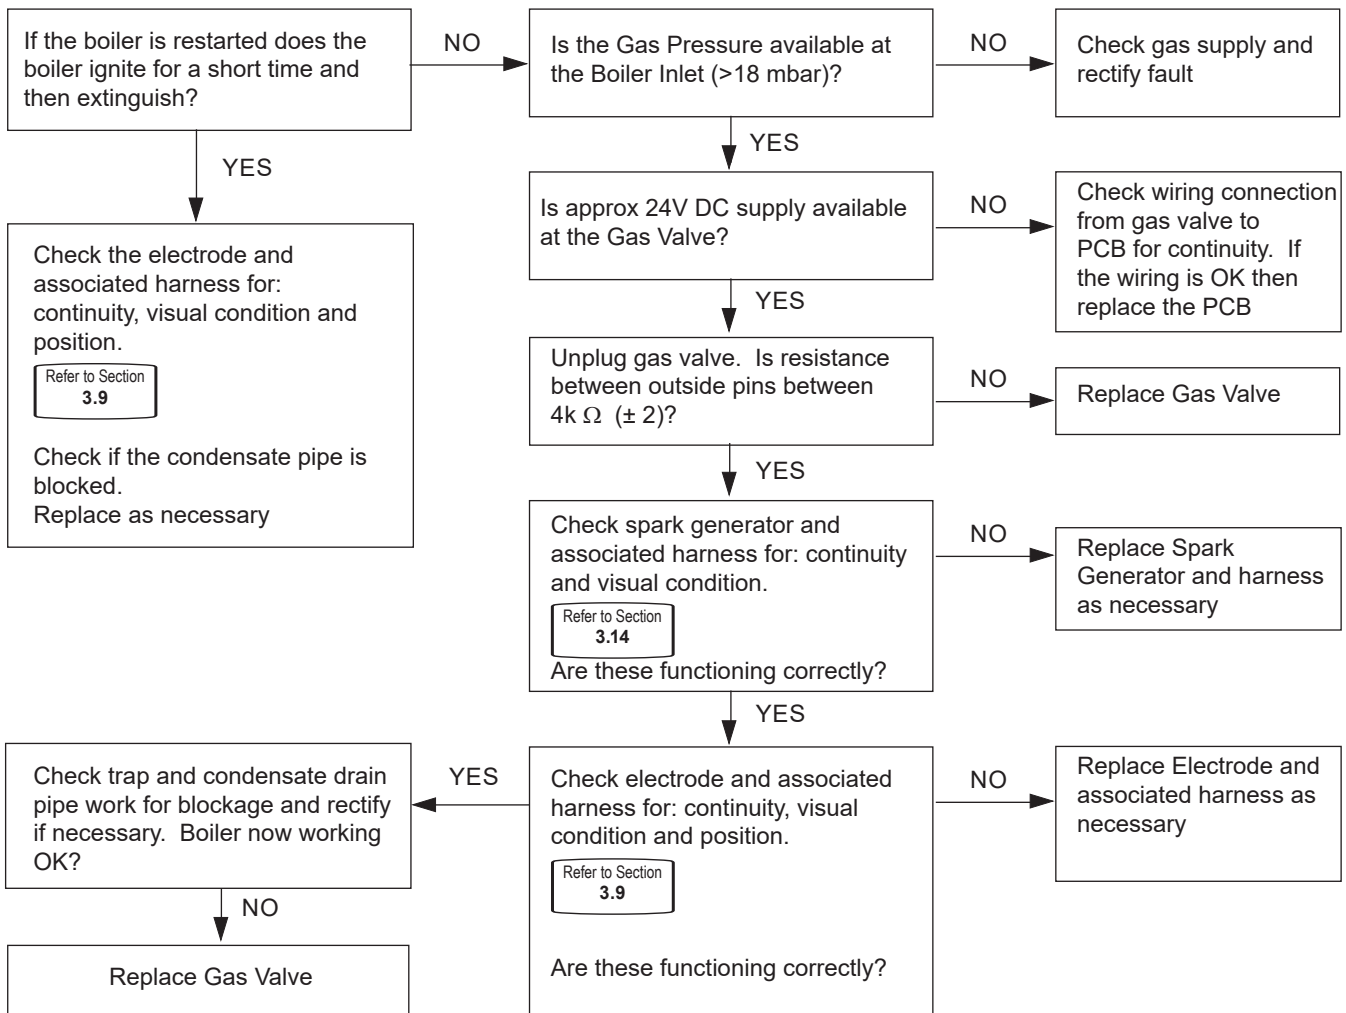 If the boiler is restarted does the
boiler ignite for a short time and
then extinguish?
NO
Is the Gas Pressure available at
the Boiler Inlet (>18 mbar)?
NO
Check gas supply and
rectify fault
YES
YES
Check the electrode and
associated harness for:
continuity, visual condition and
position.
Refer to Section
3.9
Check if the condensate pipe is
blocked.
Replace as necessary
Is approx 24V DC supply available
at the Gas Valve?
NO
Check wiring connection
from gas valve to
PCB for continuity.  If
the wiring is OK then
replace the PCB
YES
Unplug gas valve.  Is resistance
between outside pins between
4k Ω  (± 2)?
NO
Replace Gas Valve
YES
Check spark generator and
associated harness for: continuity
and visual condition.
Refer to Section
3.14
Are these functioning correctly?
NO
Replace Spark
Generator and harness
as necessary
YES
Check electrode and associated
harness for: continuity, visual
condition and position.
Refer to Section
3.9
Are these functioning correctly?
NO
Replace Electrode and
associated harness as
necessary
YES
Check trap and condensate drain
pipe work for blockage and rectify
if necessary.  Boiler now working
OK?
NO
Replace Gas Valve